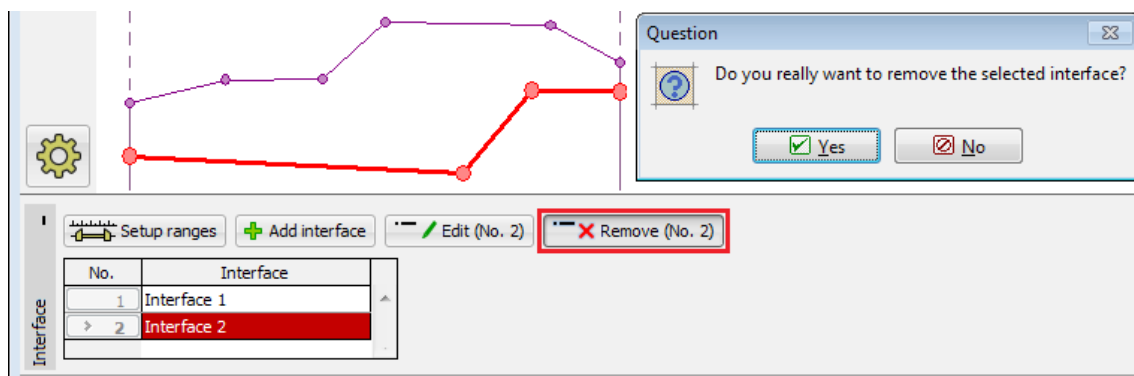 Question
Do you really want to remove the selected interface?
Yes
No
Setup ranges
Add interface
Edit (No. 2)
Remove (No. 2)
No.
Interface
1
Interface 1
2
Interface 2
Interface